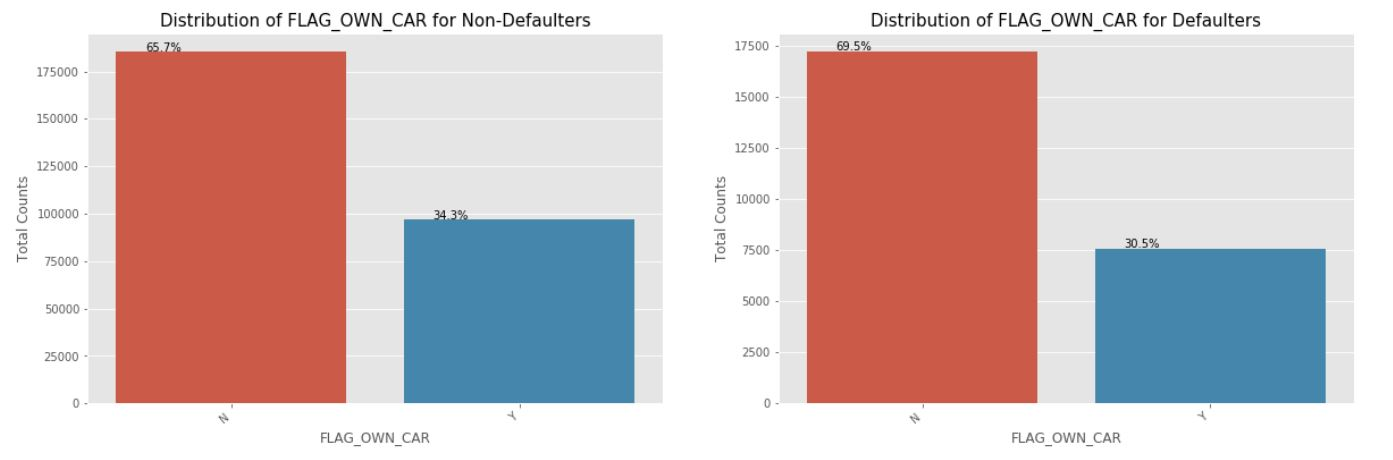 Distribution of FLAG_OWN_CAR for Non-Defaulters
Total Counts
175000
150000
125000
100000
75000
50000
25000
0
65.7%
34.3%
N
Y
FLAG_OWN_CAR
Distribution of FLAG_OWN_CAR for Defaulters
Total Counts
17500
15000
12500
10000
7500
5000
2500
0
69.5%
30.5%
N
Y
FLAG_OWN_CAR